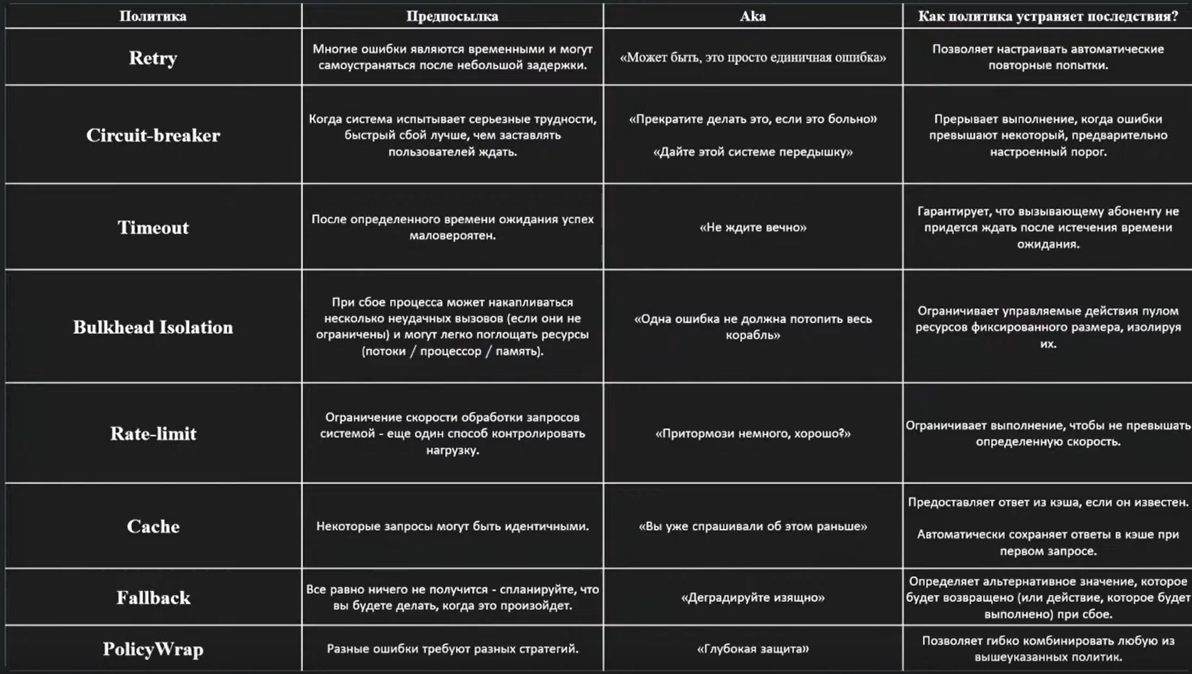 Политика
Предпосылка
Aka
Как политика устраняет последствия?
Retry
Многие ошибки являются временными и могут
самоустраняться после небольшой задержки.
«Может быть, это просто единичная ошибка»
Позволяет настраивать автоматические
повторные попытки.
Circuit-breaker
Когда система испытывает серьезные трудности,
быстрый сбой лучше, чем заставлять
пользователей ждать.
«Прекратите делать это, если это больно»
«Дайте этой системе передышку»
Прерывает выполнение, когда ошибки
превышают некоторый, предварительно
настроенный порог.
Timeout
После определенного времени ожидания успех
маловероятен.
«Не ждите вечно»
Гарантирует, что вызывающему абоненту не
придется ждать после истечения времени
ожидания.
Bulkhead Isolation
При сбое процесса может накапливаться
несколько неудачных вызовов (если они не
ограничены) и могут легко поглощать ресурсы
(потоки / процессор / память).
«Одна ошибка не должна потопить весь
корабль»
Ограничивает управляемые действия пулом
ресурсов фиксированного размера, изолируя
их.
Rate-limit
Ограничение скорости обработки запросов
системой - еще один способ контролировать
нагрузку.
«Притормози немного, хорошо?»
Ограничивает выполнение, чтобы не превышать
определенную скорость.
Cache
Некоторые запросы могут быть идентичными.
«Вы уже спрашивали об этом раньше»
Предоставляет ответ из кэша, если он известен.
Автоматически сохраняет ответы в кэше при
первом запросе.
Fallback
Все равно ничего не получится - спланируйте, что
вы будете делать, когда это произойдет.
«Деградируйте изящно»
Определяет альтернативное значение, которое
будет возвращено (или действие, которое будет
выполнено) при сбое.
PolicyWrap
Разные ошибки требуют разных стратегий.
«Глубокая защита»
Позволяет гибко комбинировать любую из
вышеуказанных политик.